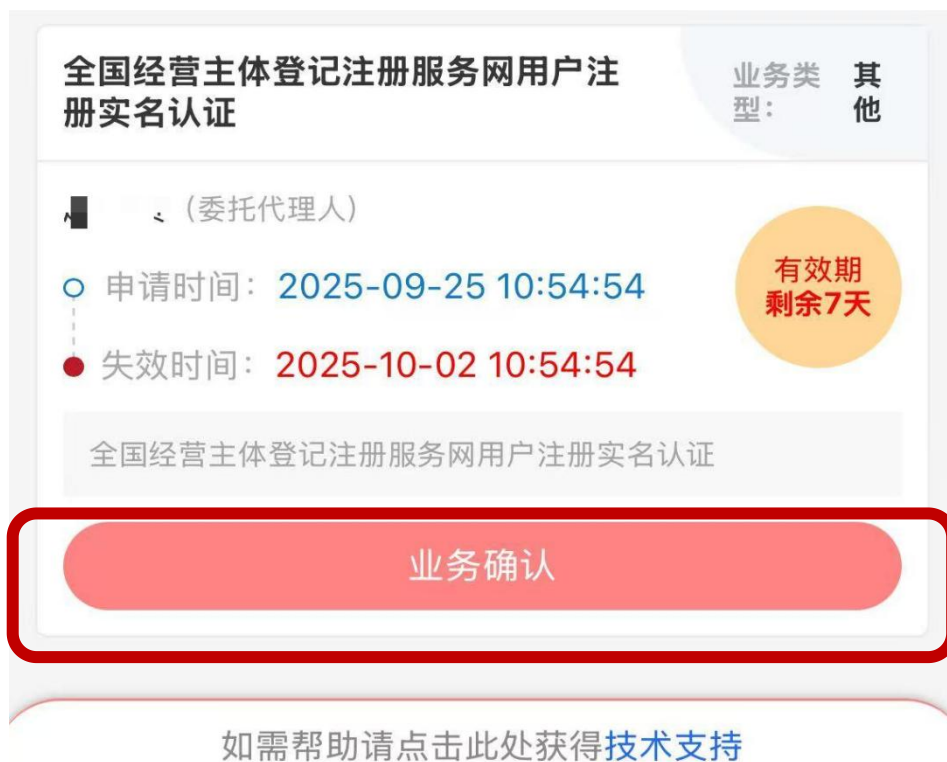 全国经营主体登记注册服务网用户注
册实名认证
业务类
型：
其
他
（委托代理人）
申请时间：2025-09-25 10:54:54
有效期
剩余7天
失效时间：2025-10-02 10:54:54
全国经营主体登记注册服务网用户注册实名认证
业务确认
如需帮助请点击此处获得技术支持